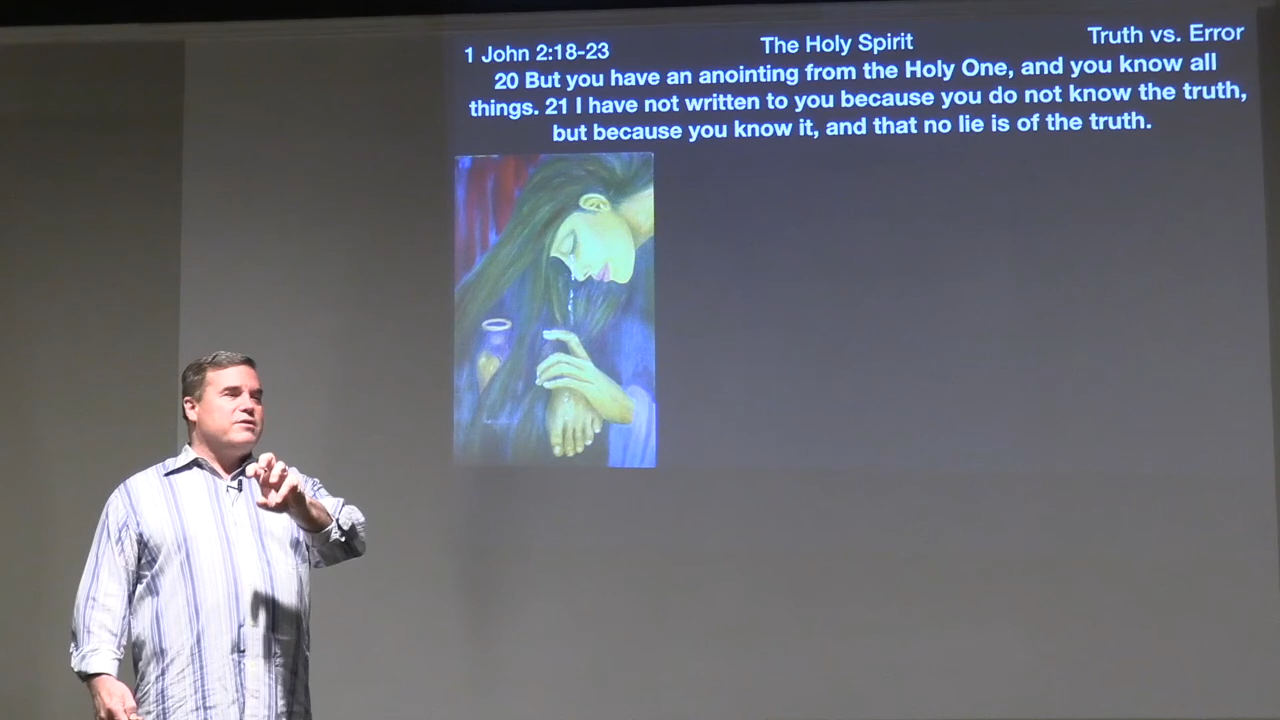 1 John 2:18-23 The Holy Spirit Truth vs. Error
20 But you have an anointing from the Holy One, and you know all
things. 21 I have not written to you because you do not know the truth,
but because you know it, and that no lie is of the truth.